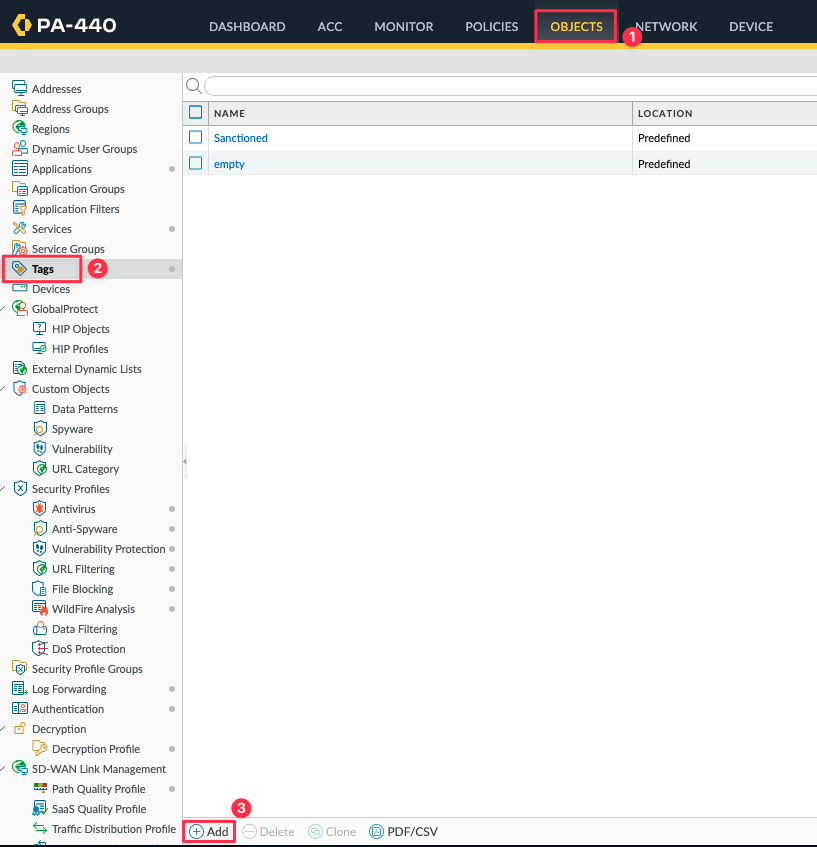 PA-440
DASHBOARD ACC MONITOR POLICIES OBJECTS NETWORK DEVICE
1
Addresses
Address Groups
Regions
Dynamic User Groups
Applications
Application Groups
Application Filters
Services
Service Groups
Tags 2
Devices
GlobalProtect
HIP Objects
HIP Profiles
External Dynamic Lists
Custom Objects
Data Patterns
Spyware
Vulnerability
URL Category
Security Profiles
Antivirus
Anti-Spyware
Vulnerability Protection
URL Filtering
File Blocking
WildFire Analysis
Data Filtering
DoS Protection
Security Profile Groups
Log Forwarding
Authentication
Decryption
Decryption Profile
SD-WAN Link Management
Path Quality Profile
SaaS Quality Profile
Traffic Distribution Profile
NAME LOCATION
Sanctioned Predefined
empty Predefined
3
Add Delete Clone PDF/CSV